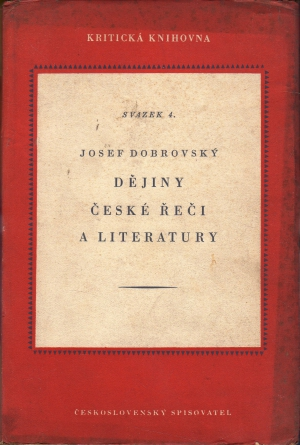 KRITICKÁ KNIHOVNA
SVAZEK 4.
JOSEF DOBROVSKÝ
DĚJINY
ČESKÉ ŘEČI
A LITERATURY
ČESKOSLOVENSKÝ SPISOVATEL